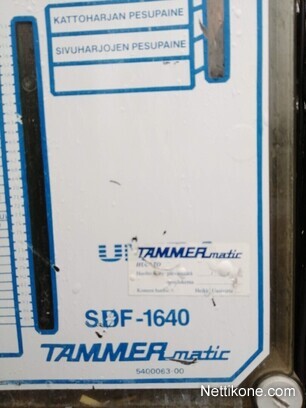 KATTOHARJAN PESUPAINE
SIVUHARJOJEN PESUPAINE
TAMMERmatic
SDF-1640
TAMMERmatic
5400063-00
Nettikone.com